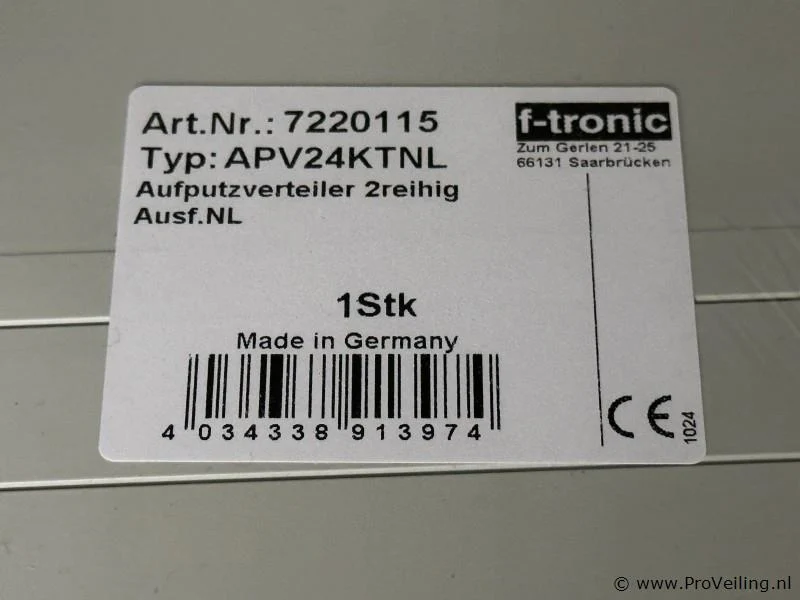 Art.Nr.: 7220115
Typ: APV24KTNL
Aufputzverteiler 2reihig
Ausf.NL
f-tronic
Zum Gerlen 21-25
66131 Saarbrücken
1Stk
Made in Germany
4 034338 913974
CE
1024
© www.ProVeiling.nl